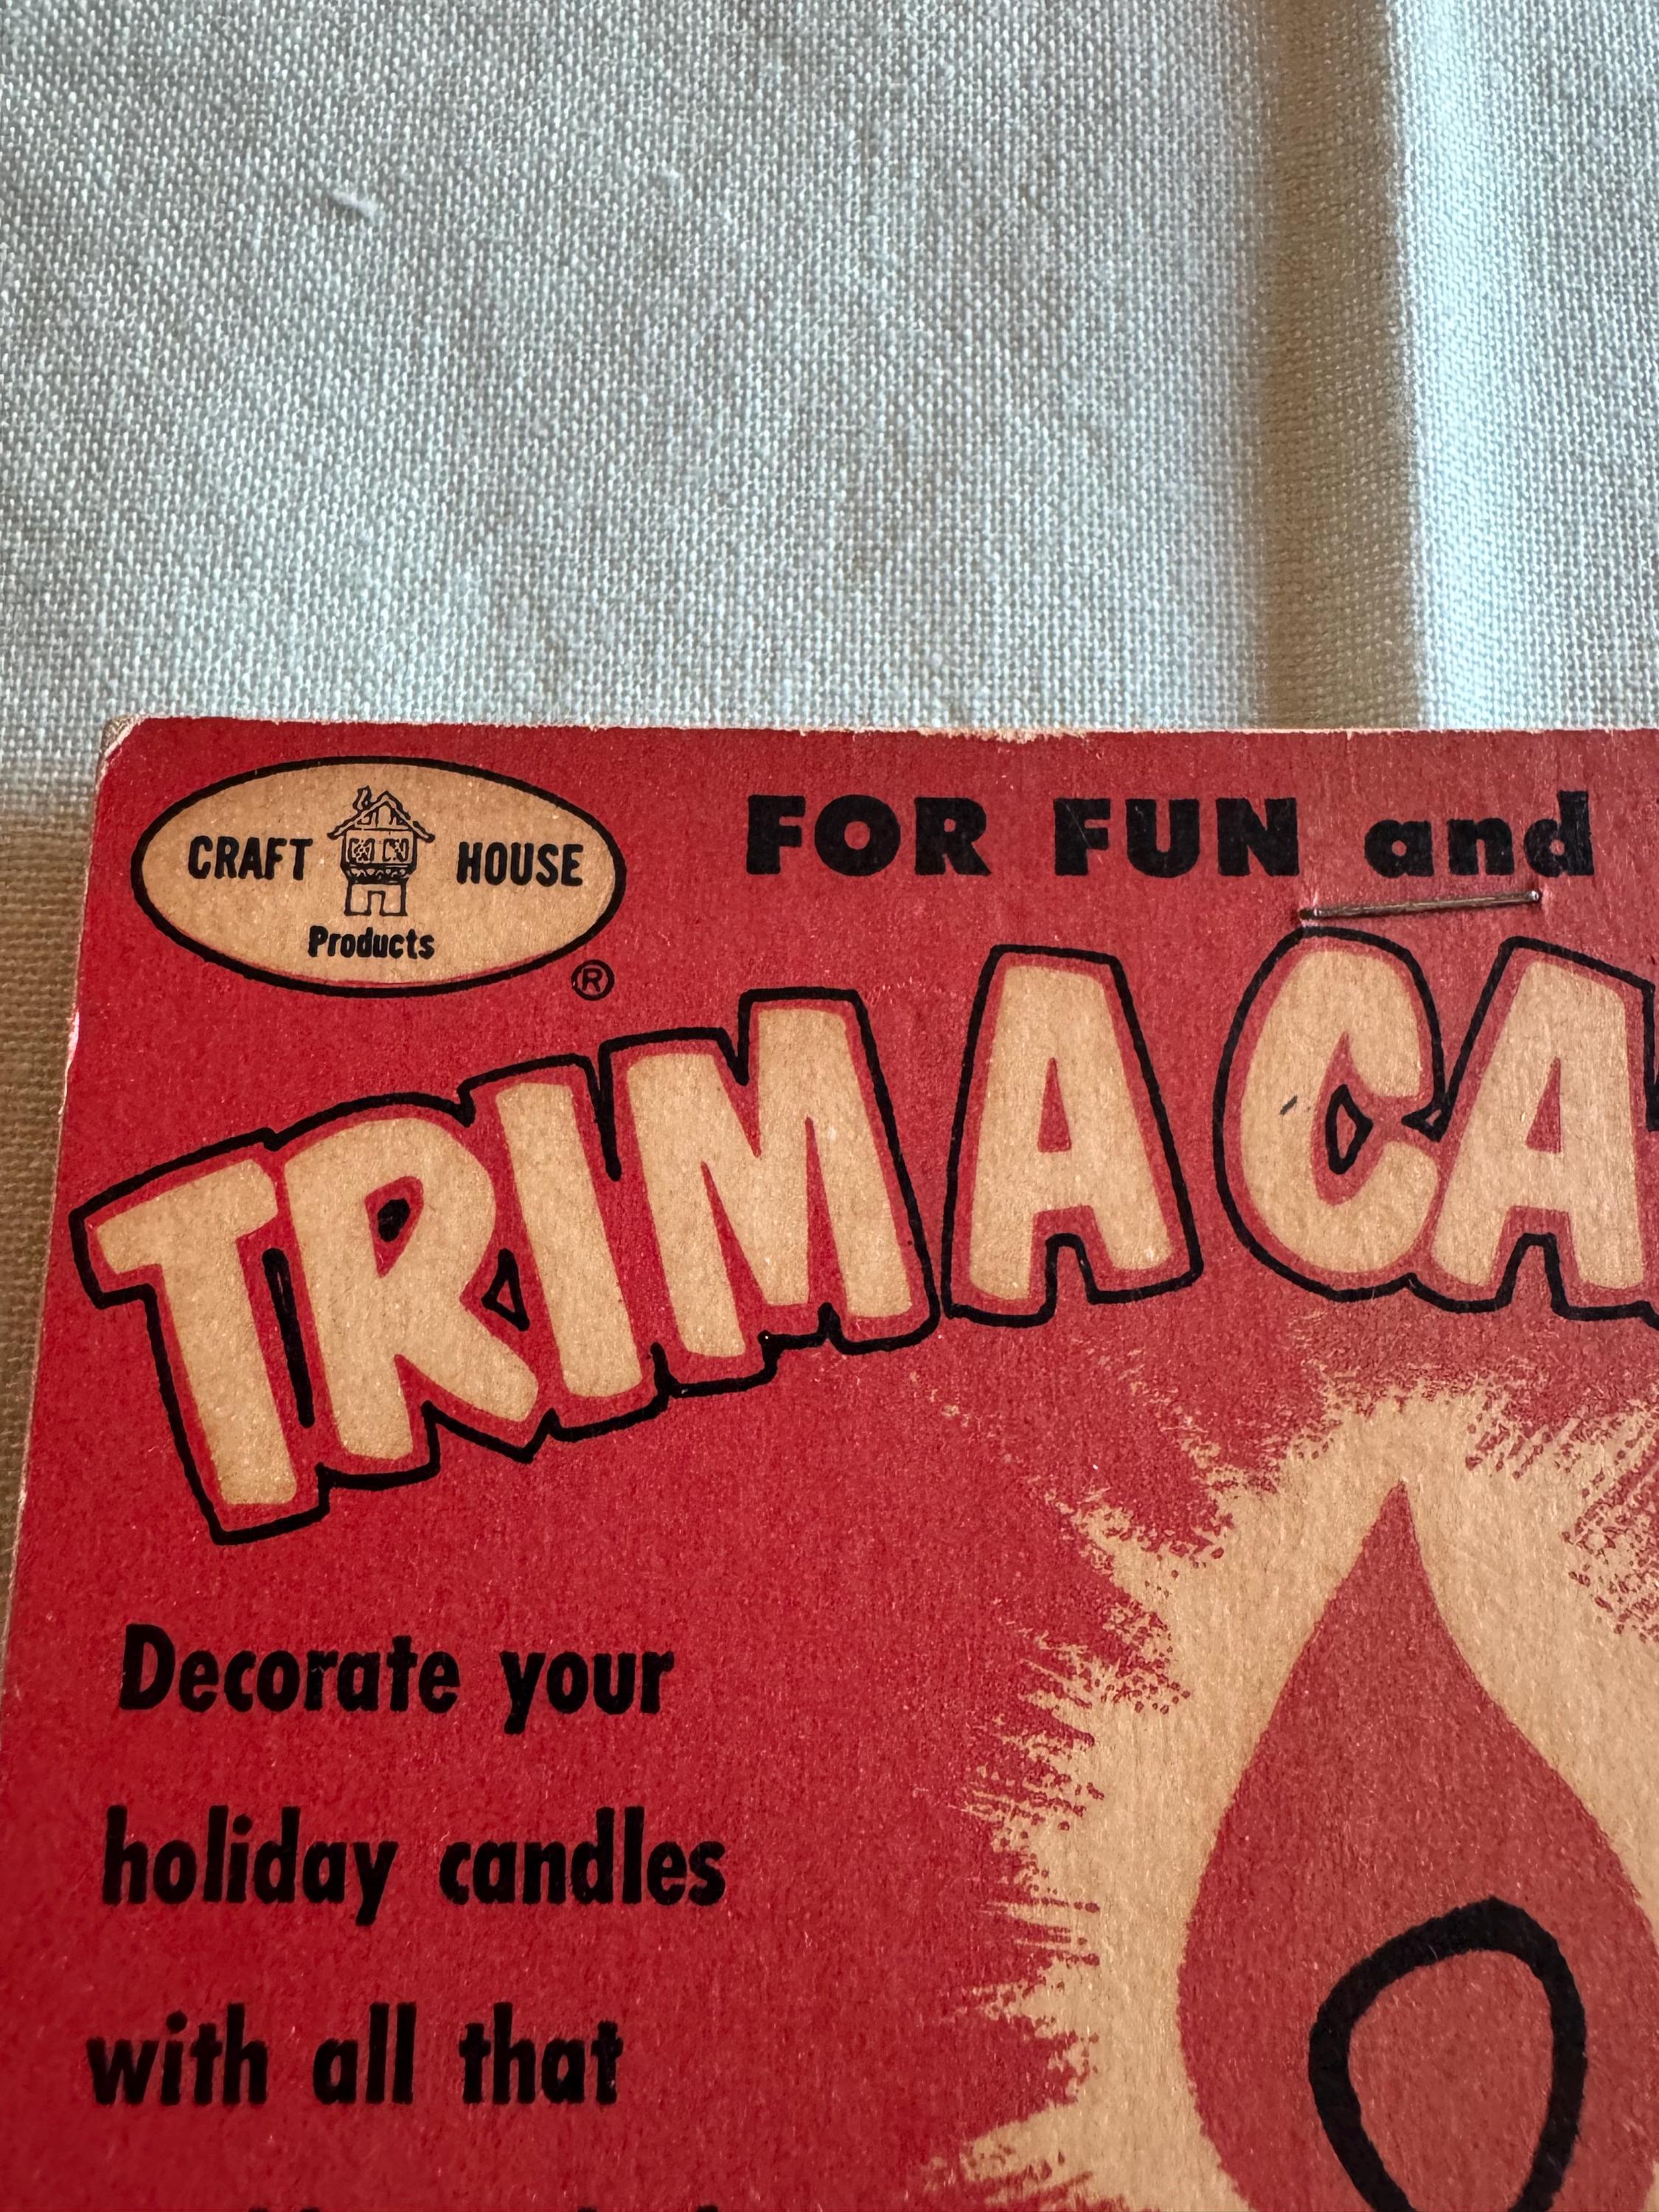 CRAFT HOUSE
Products
®
FOR FUN and
TRIM A CA
Decorate your
holiday candles
with all that